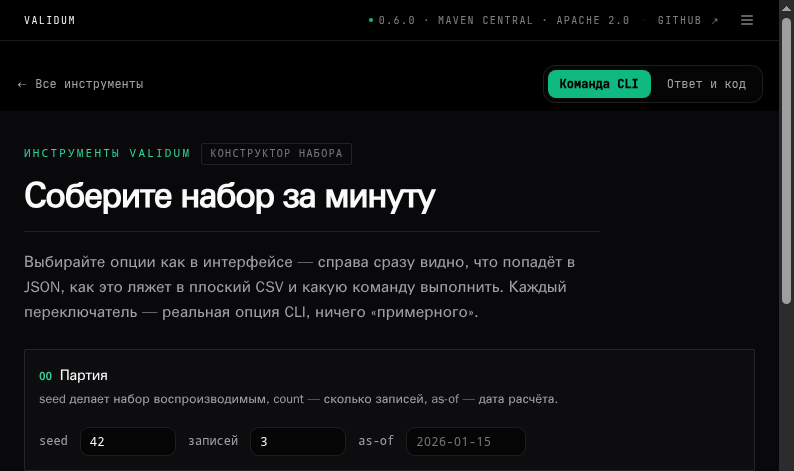 VALIDUM
0.6.0 · MAVEN CENTRAL · APACHE 2.0 · GITHUB ↗
← Все инструменты
Команда CLI
Ответ и код
ИНСТРУМЕНТЫ VALIDUM
КОНСТРУКТОР НАБОРА
Соберите набор за минуту
Выбирайте опции как в интерфейсе — справа сразу видно, что попадёт в
JSON, как это ляжет в плоский CSV и какую команду выполнить. Каждый
переключатель — реальная опция CLI, ничего «примерного».
00 Партия
seed делает набор воспроизводимым, count — сколько записей, as-of — дата расчёта.
seed 42 записей 3 as-of 2026-01-15